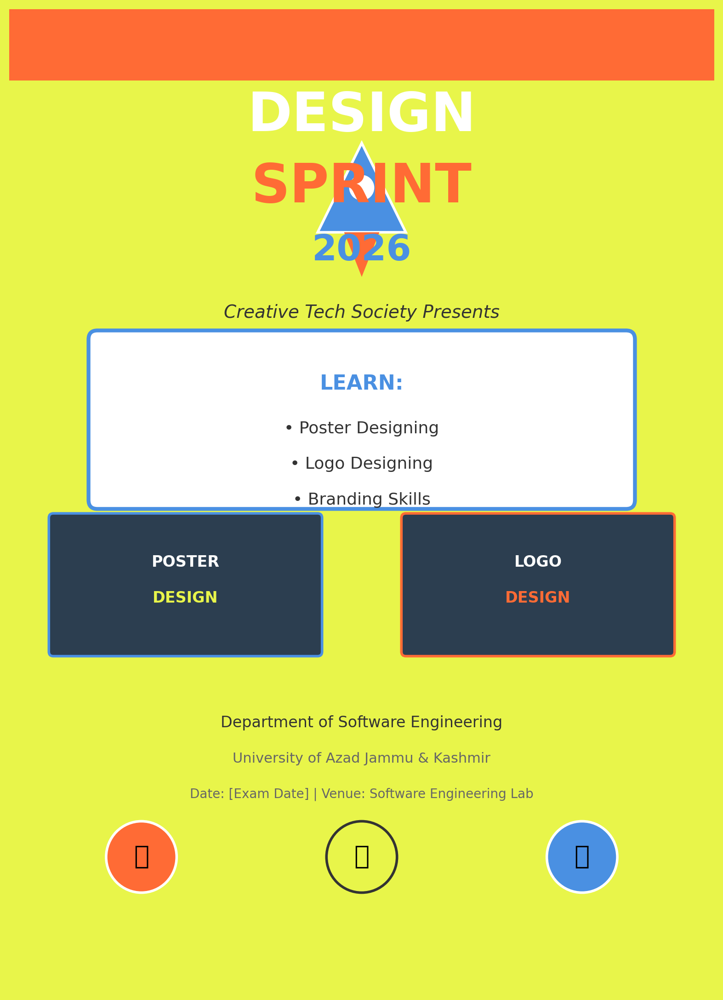 DESIGN
SPRINT
2026
Creative Tech Society Presents
LEARN:
• Poster Designing
• Logo Designing
• Branding Skills
POSTER
DESIGN
LOGO
DESIGN
Department of Software Engineering
University of Azad Jammu & Kashmir
Date: [Exam Date] | Venue: Software Engineering Lab